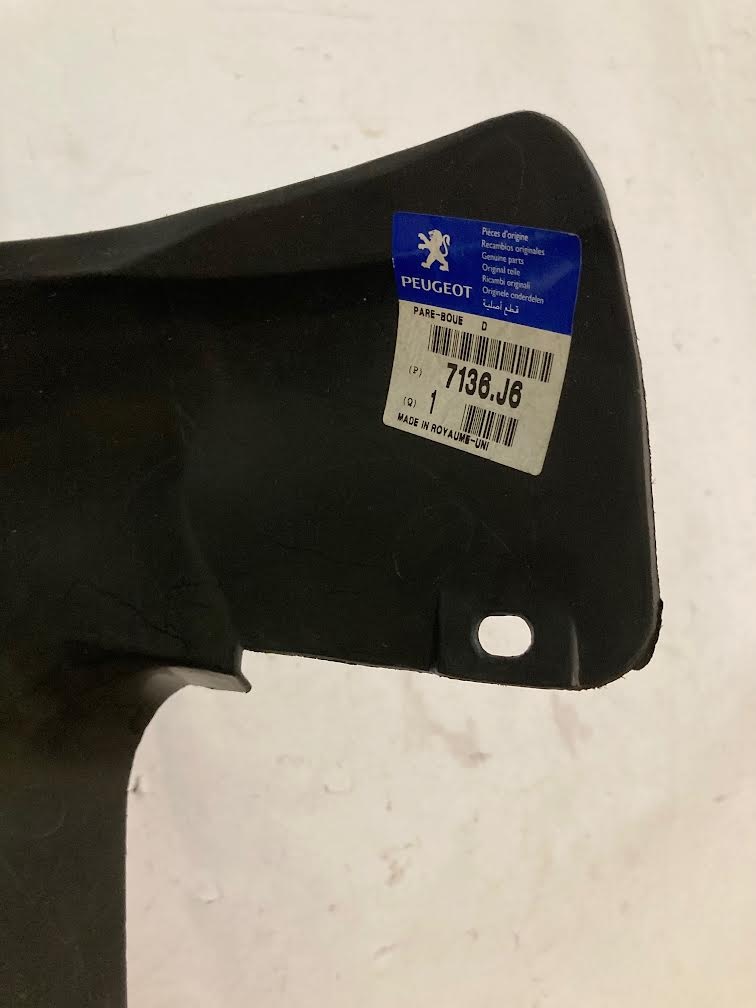 PEUGEOT
Pièces d'origine
Recambios originales
Genuine parts
Original teile
Ricambi originali
Originele onderdelen
قطع أصلية
PARE-BOUE D
(P) 7136.J6
(Q) 1
MADE IN ROYAUME-UNI